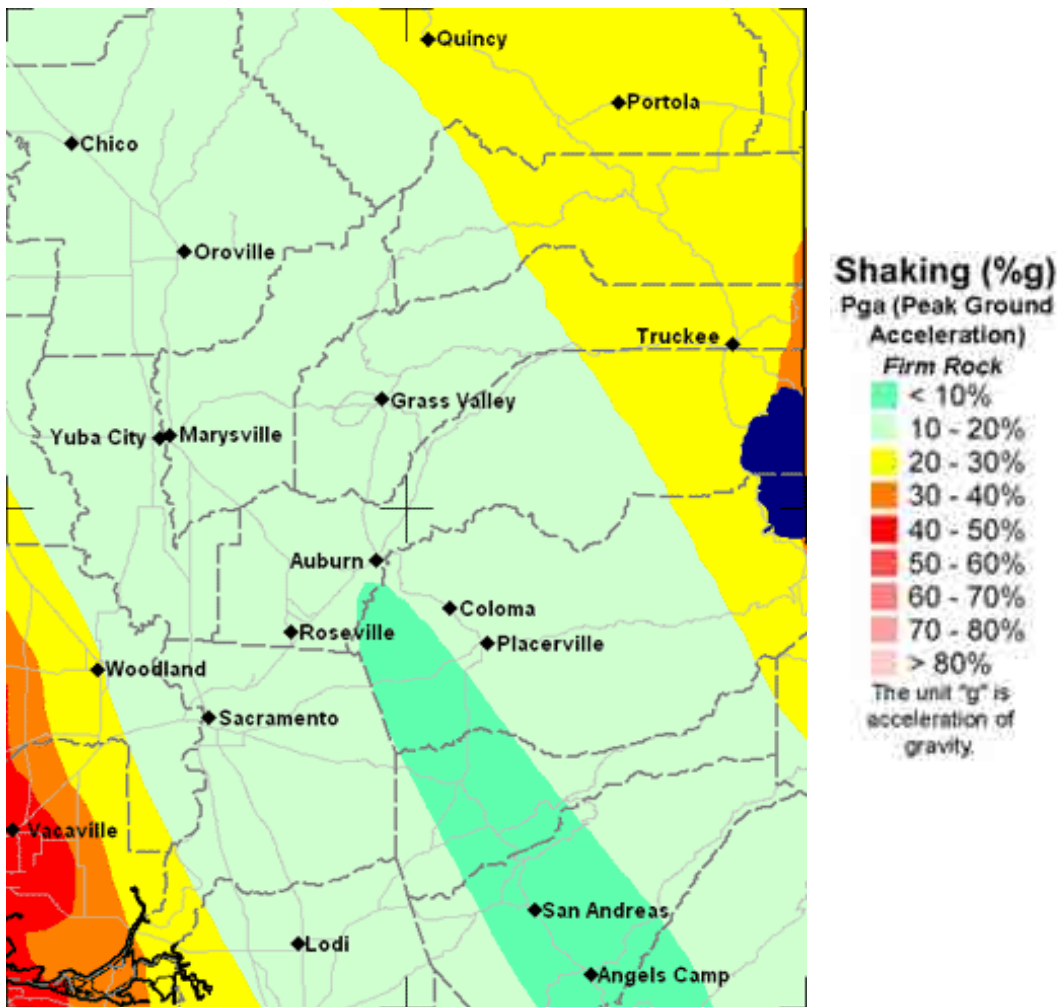 Quincy
Portola
Chico
Oroville
Truckee
Grass Valley
Yuba City
Marysville
Auburn
Coloma
Roseville
Placerville
Woodland
Sacramento
Vacaville
San Andreas
Lodi
Angels Camp
Shaking (%g)
Pga (Peak Ground
Acceleration)
Firm Rock
< 10%
10 - 20%
20 - 30%
30 - 40%
40 - 50%
50 - 60%
60 - 70%
70 - 80%
> 80%
The unit "g" is
acceleration of
gravity.